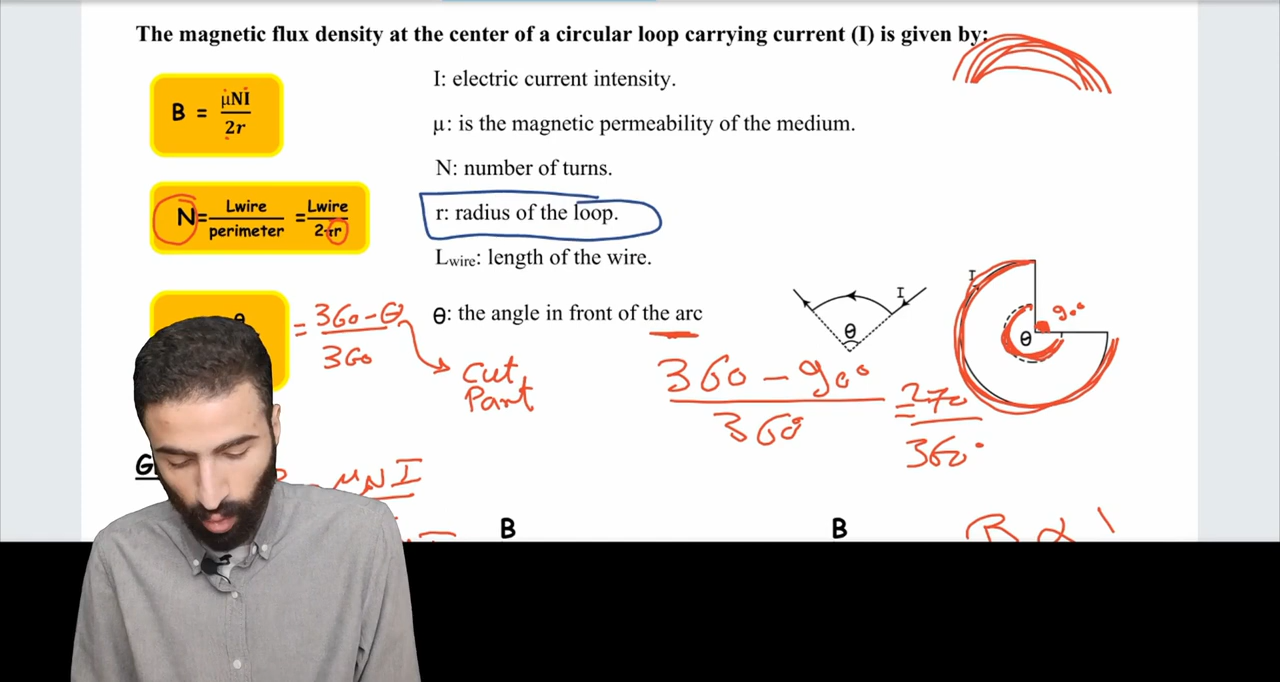 The magnetic flux density at the center of a circular loop carrying current (I) is given by:
B = μNI / 2r
I: electric current intensity.
μ: is the magnetic permeability of the medium.
N: number of turns.
N = Lwire / perimeter = Lwire / 2πr
r: radius of the loop.
Lwire: length of the wire.
θ = 360-θ / 360
θ: the angle in front of the arc
I
θ
I
90°
θ
cut Part
360 - 90° / 360° = 270 / 360°
G
μNI
B
B
B α 1